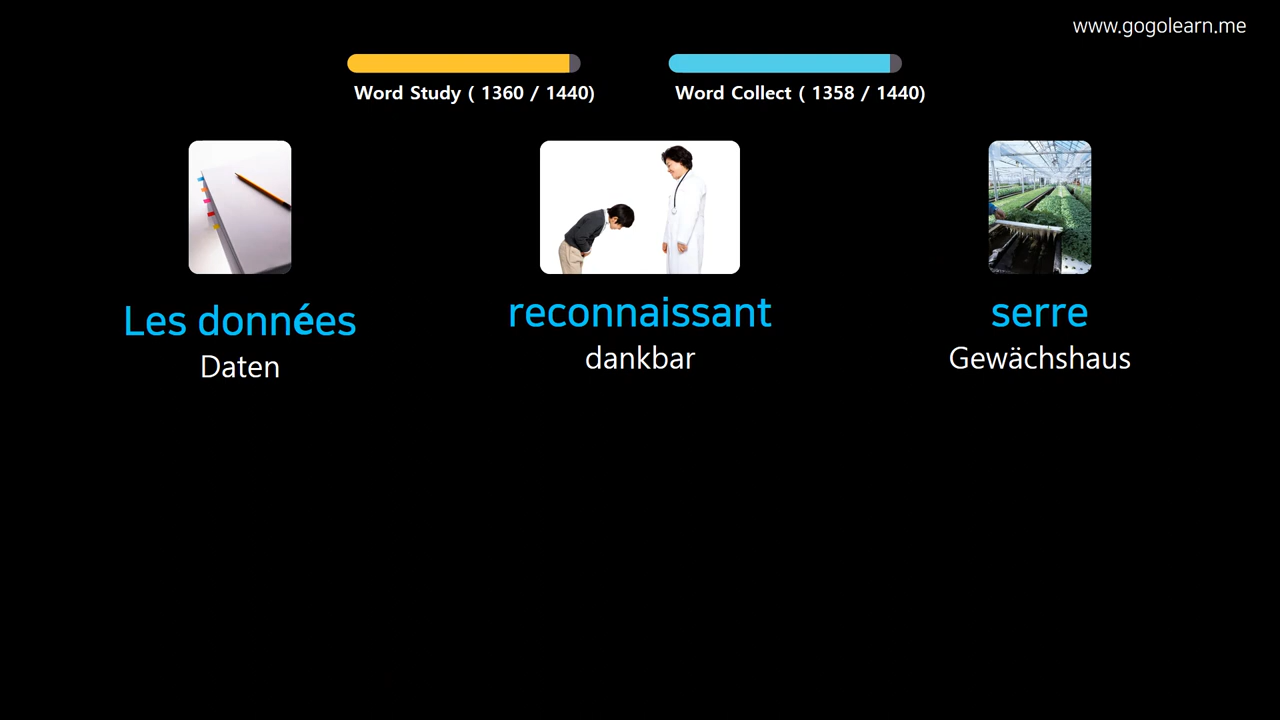 www.gogolearn.me
Word Study ( 1360 / 1440)
Word Collect ( 1358 / 1440)
Les données
Daten
reconnaissant
dankbar
serre
Gewächshaus